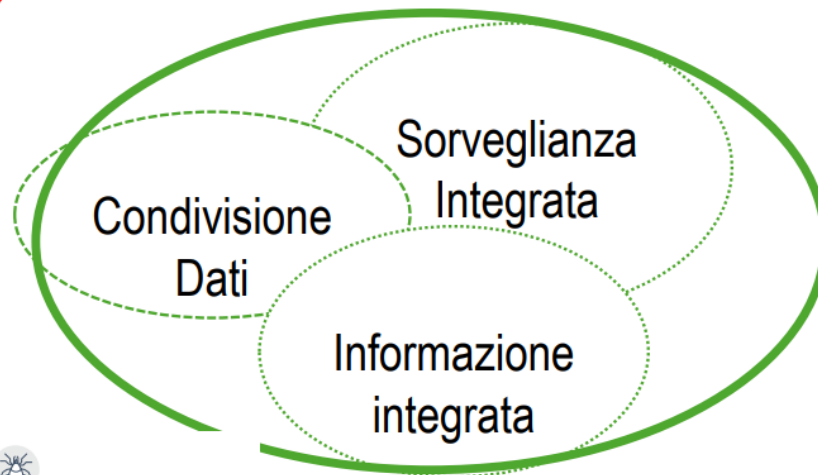 Sorveglianza
Integrata
Condivisione
Dati
Informazione
integrata